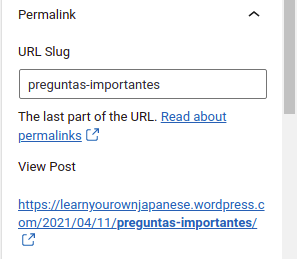 Permalink
URL Slug
preguntas-importantes
The last part of the URL. Read about
permalinks
View Post
https://learnyourownjapanese.wordpress.c
om/2021/04/11/preguntas-importantes/